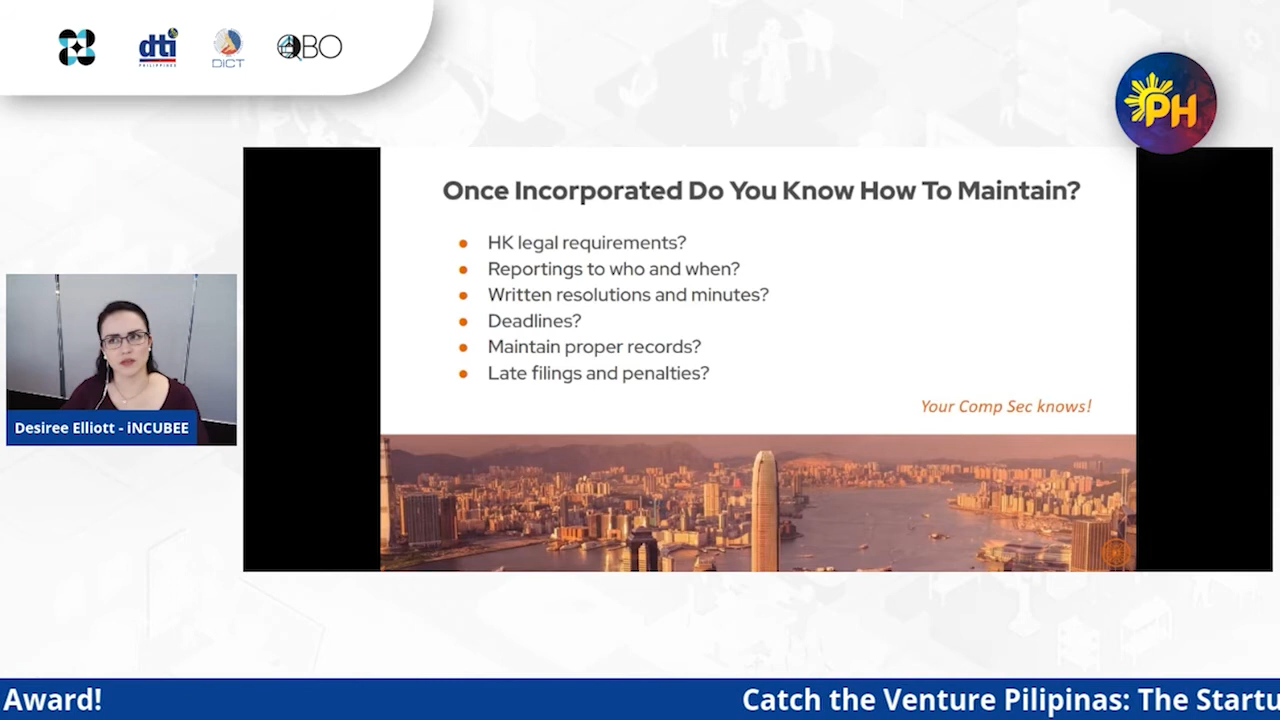 dti
PHILIPPINES
DICT
QBO
PH
Once Incorporated Do You Know How To Maintain?
HK legal requirements?
Reportings to who and when?
Written resolutions and minutes?
Deadlines?
Maintain proper records?
Late filings and penalties?
Your Comp Sec knows!
Desiree Elliott - iNCUBEE
Award!
Catch the Venture Pilipinas: The Startu